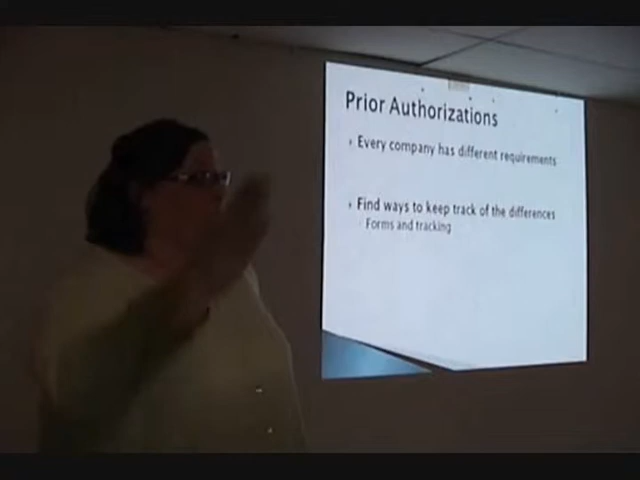 Prior Authorizations
Every company has different requirements
Find ways to keep track of the differences
Forms and tracking